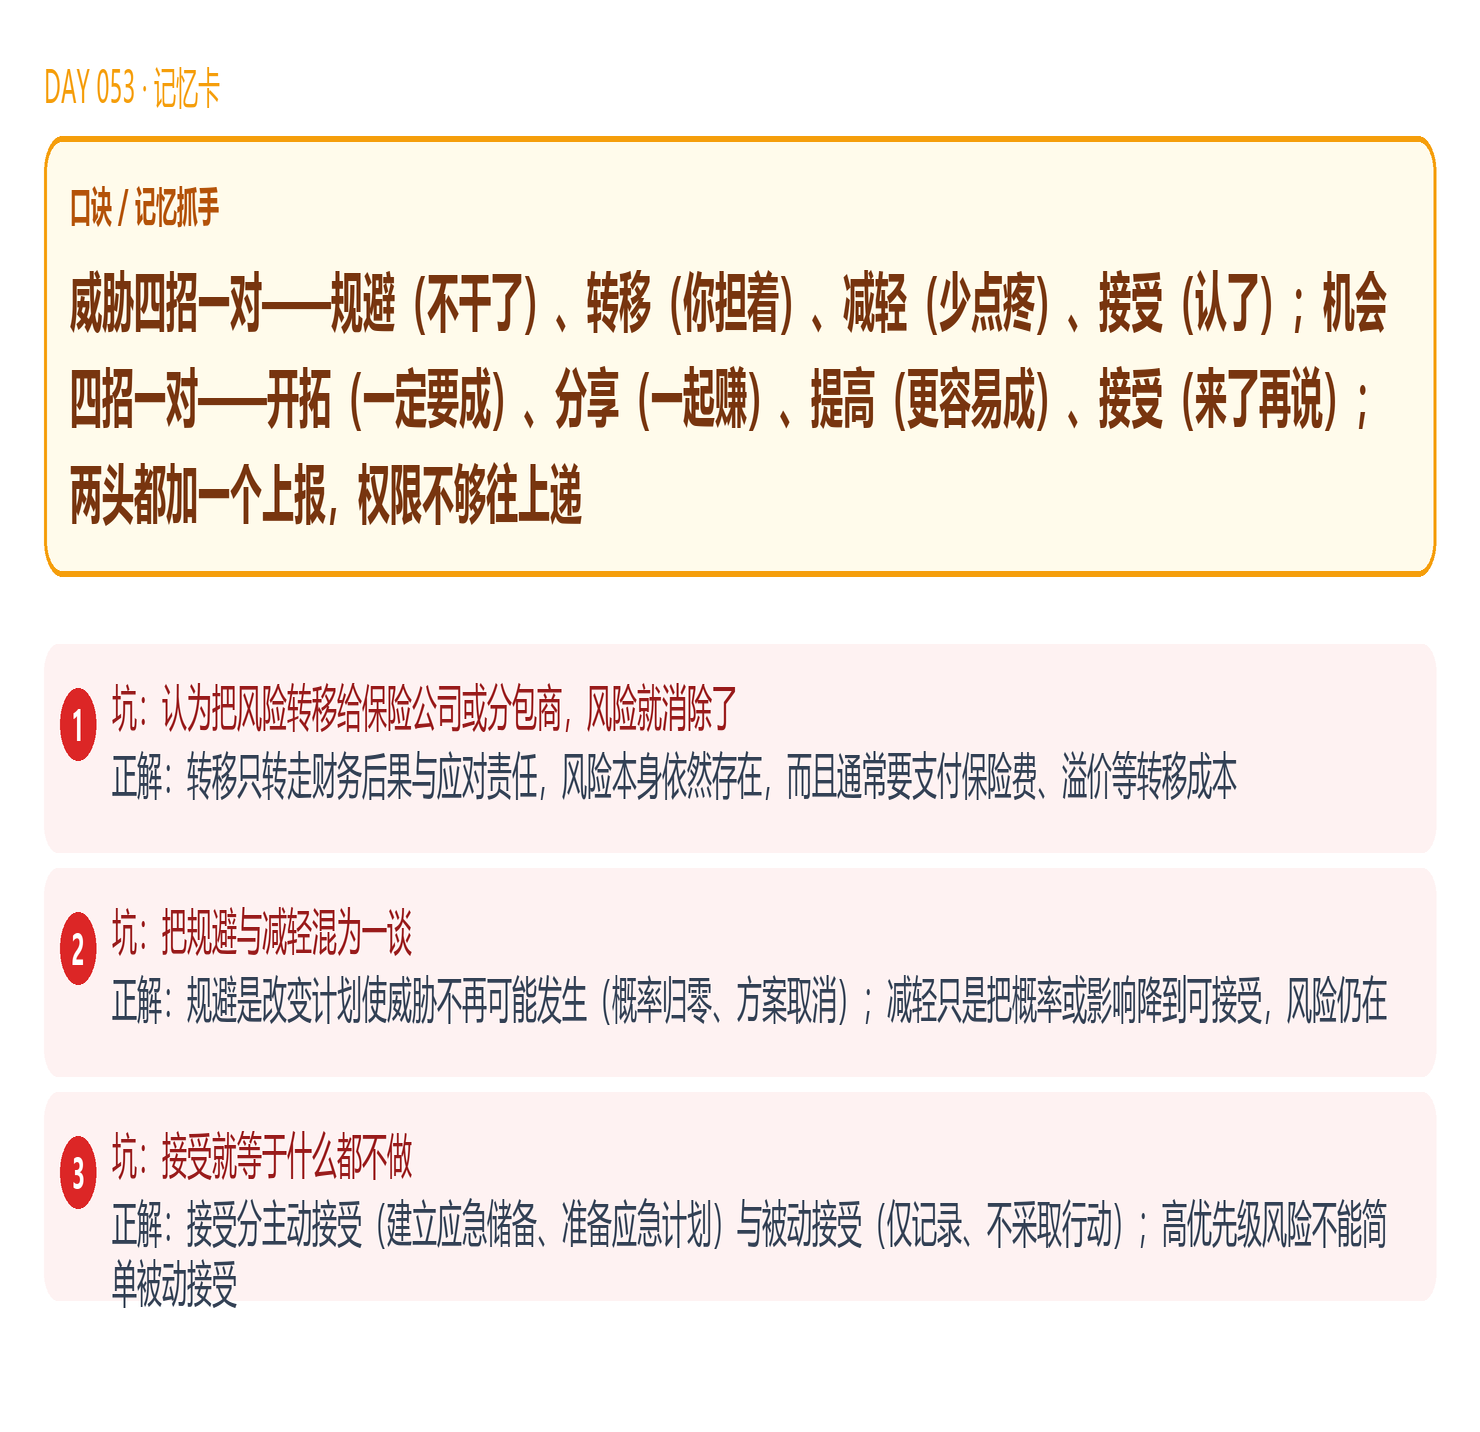 DAY 053 · 记忆卡
口诀 / 记忆抓手
威胁四招一对——规避（不干了）、转移（你担着）、减轻（少点疼）、接受（认了）；机会
四招一对——开拓（一定要成）、分享（一起赚）、提高（更容易成）、接受（来了再说）；
两头都加一个上报，权限不够往上递
1
坑：认为把风险转移给保险公司或分包商，风险就消除了
正解：转移只转走财务后果与应对责任，风险本身依然存在，而且通常要支付保险费、溢价等转移成本
2
坑：把规避与减轻混为一谈
正解：规避是改变计划使威胁不再可能发生（概率归零、方案取消）；减轻只是把概率或影响降到可接受，风险仍在
3
坑：接受就等于什么都不做
正解：接受分主动接受（建立应急储备、准备应急计划）与被动接受（仅记录、不采取行动）；高优先级风险不能简
单被动接受